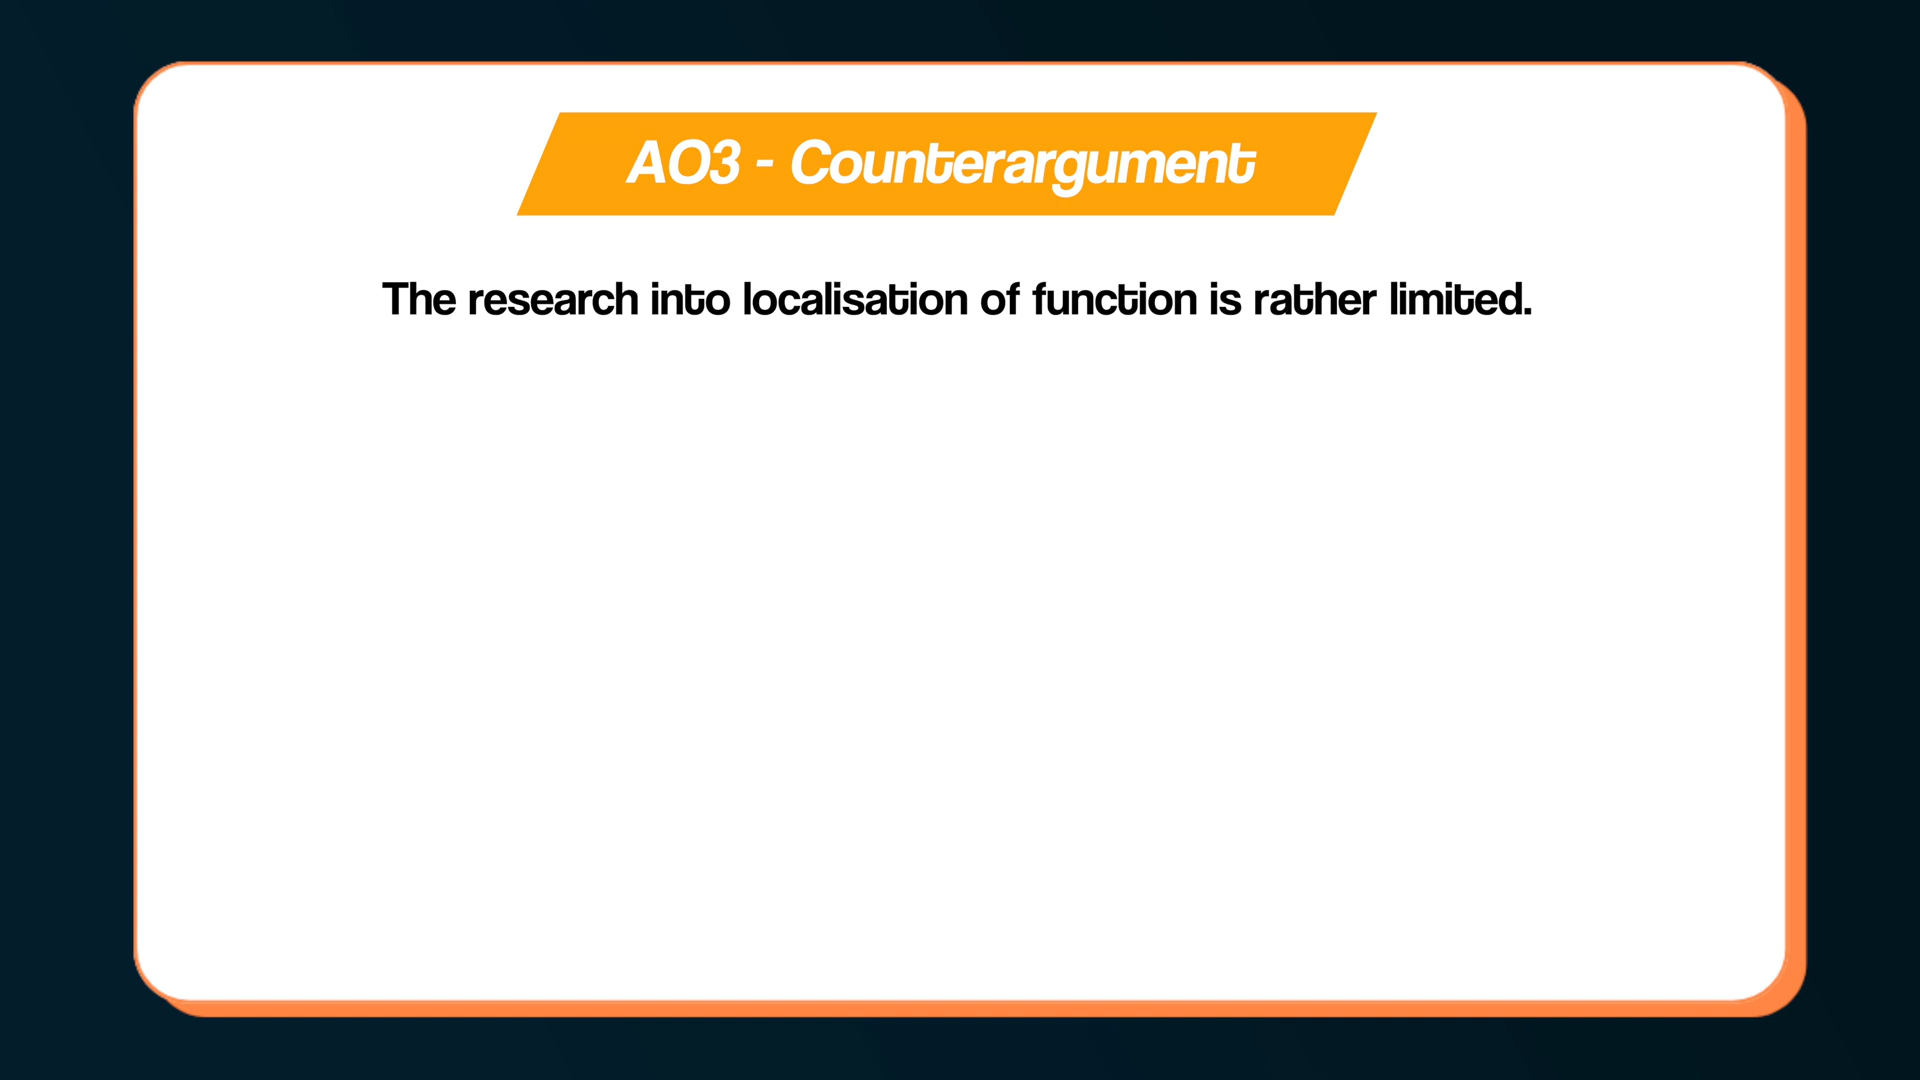 AO3 - Counterargument
The research into localisation of function is rather limited.